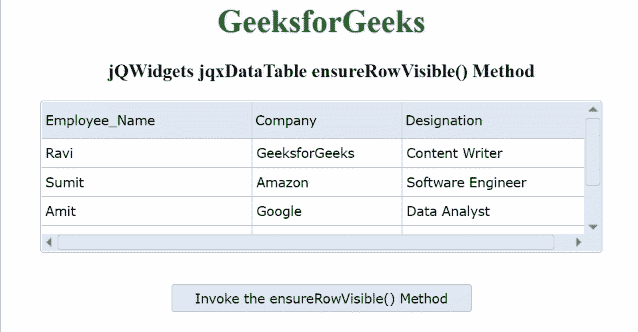 GeeksforGeeks
jQWidgets jqxDataTable ensureRowVisible() Method
Employee_Name Company Designation
Ravi GeeksforGeeks Content Writer
Sumit Amazon Software Engineer
Amit Google Data Analyst
Invoke the ensureRowVisible() Method